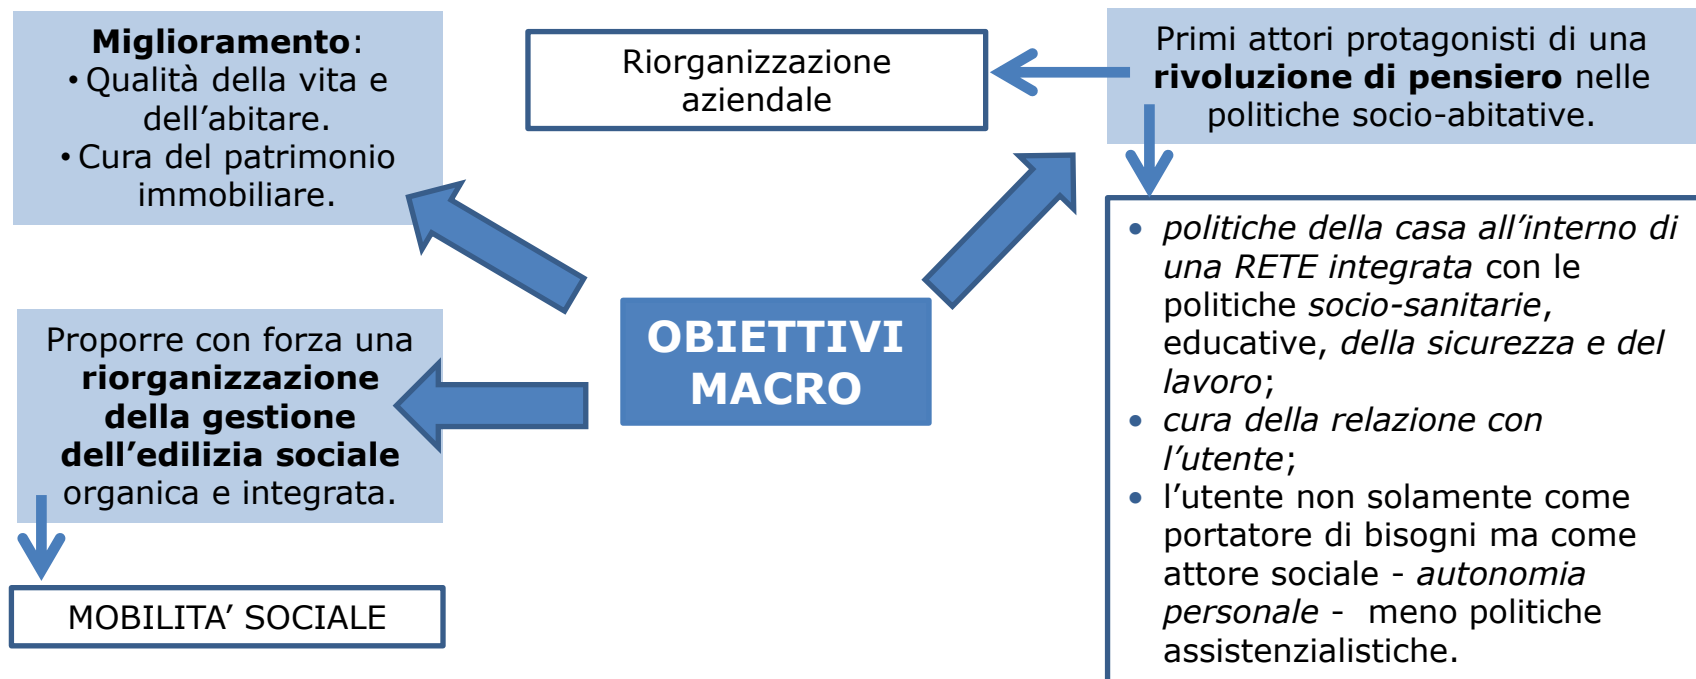 Miglioramento:
• Qualità della vita e
dell’abitare.
• Cura del patrimonio
immobiliare.
Riorganizzazione
aziendale
Primi attori protagonisti di una
rivoluzione di pensiero nelle
politiche socio-abitative.
OBIETTIVI
MACRO
Proporre con forza una
riorganizzazione
della gestione
dell’edilizia sociale
organica e integrata.
MOBILITA’ SOCIALE
• politiche della casa all’interno di
una RETE integrata con le
politiche socio-sanitarie,
educative, della sicurezza e del
lavoro;
• cura della relazione con
l’utente;
• l’utente non solamente come
portatore di bisogni ma come
attore sociale - autonomia
personale - meno politiche
assistenzialistiche.